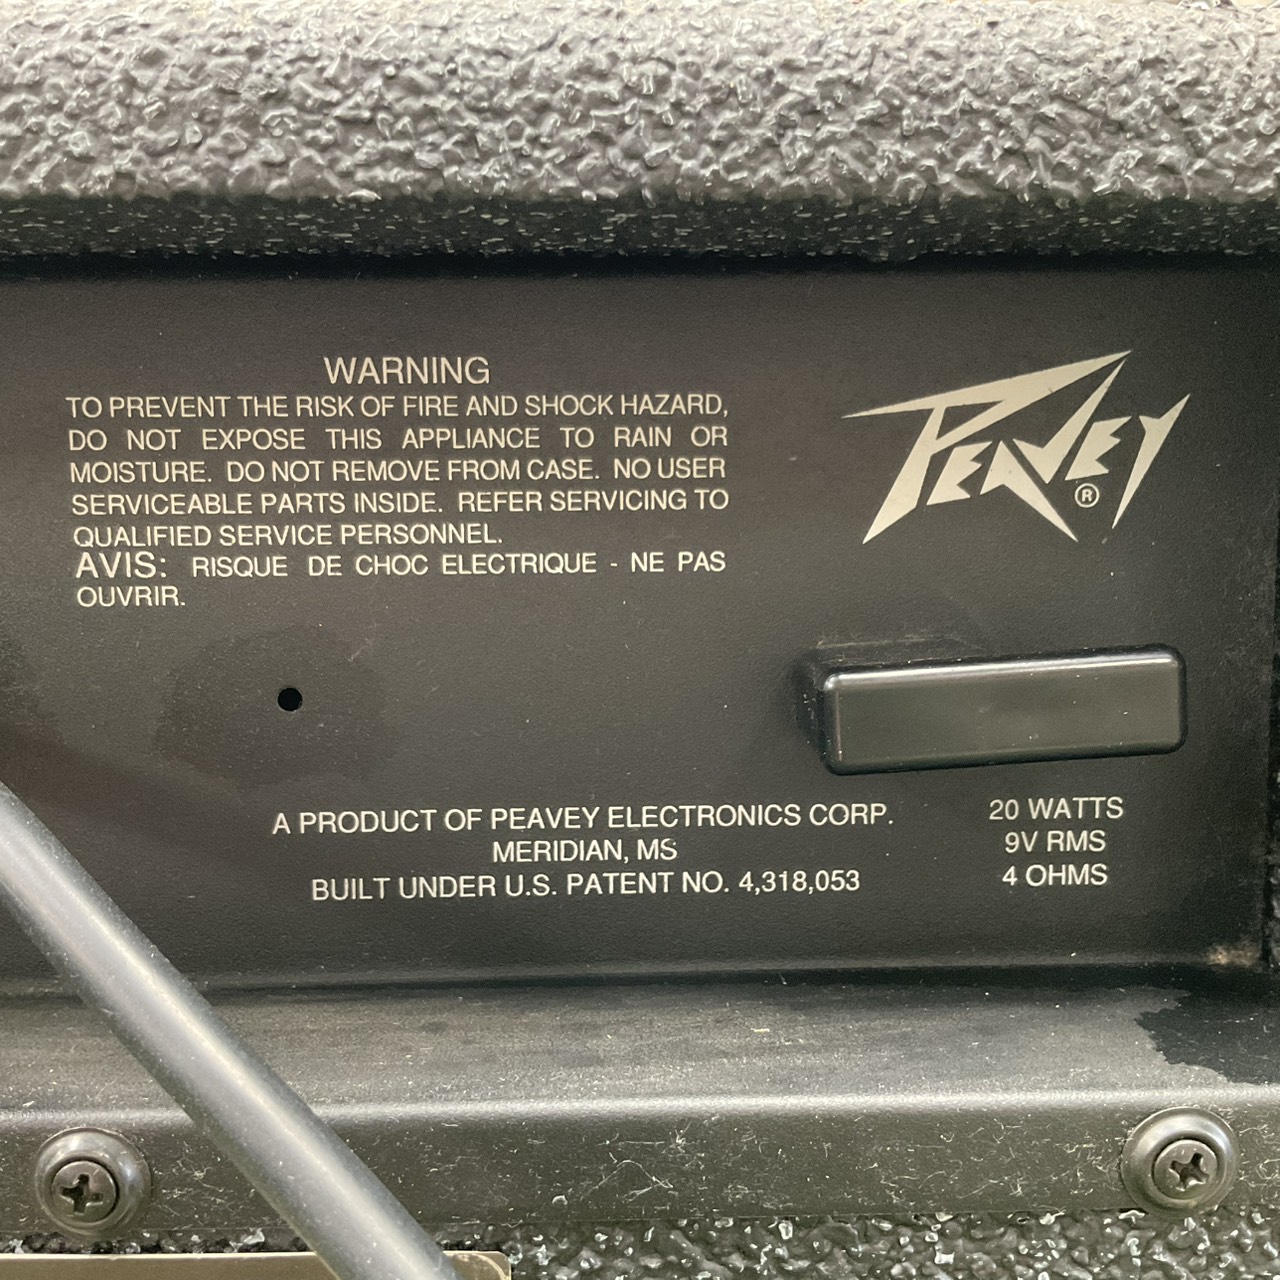 WARNING
TO PREVENT THE RISK OF FIRE AND SHOCK HAZARD,
DO NOT EXPOSE THIS APPLIANCE TO RAIN OR
MOISTURE. DO NOT REMOVE FROM CASE. NO USER
SERVICEABLE PARTS INSIDE. REFER SERVICING TO
QUALIFIED SERVICE PERSONNEL.
AVIS: RISQUE DE CHOC ELECTRIQUE - NE PAS
OUVRIR.
PEAVEY ®
A PRODUCT OF PEAVEY ELECTRONICS CORP.
MERIDIAN, MS
BUILT UNDER U.S. PATENT NO. 4,318,053
20 WATTS
9V RMS
4 OHMS